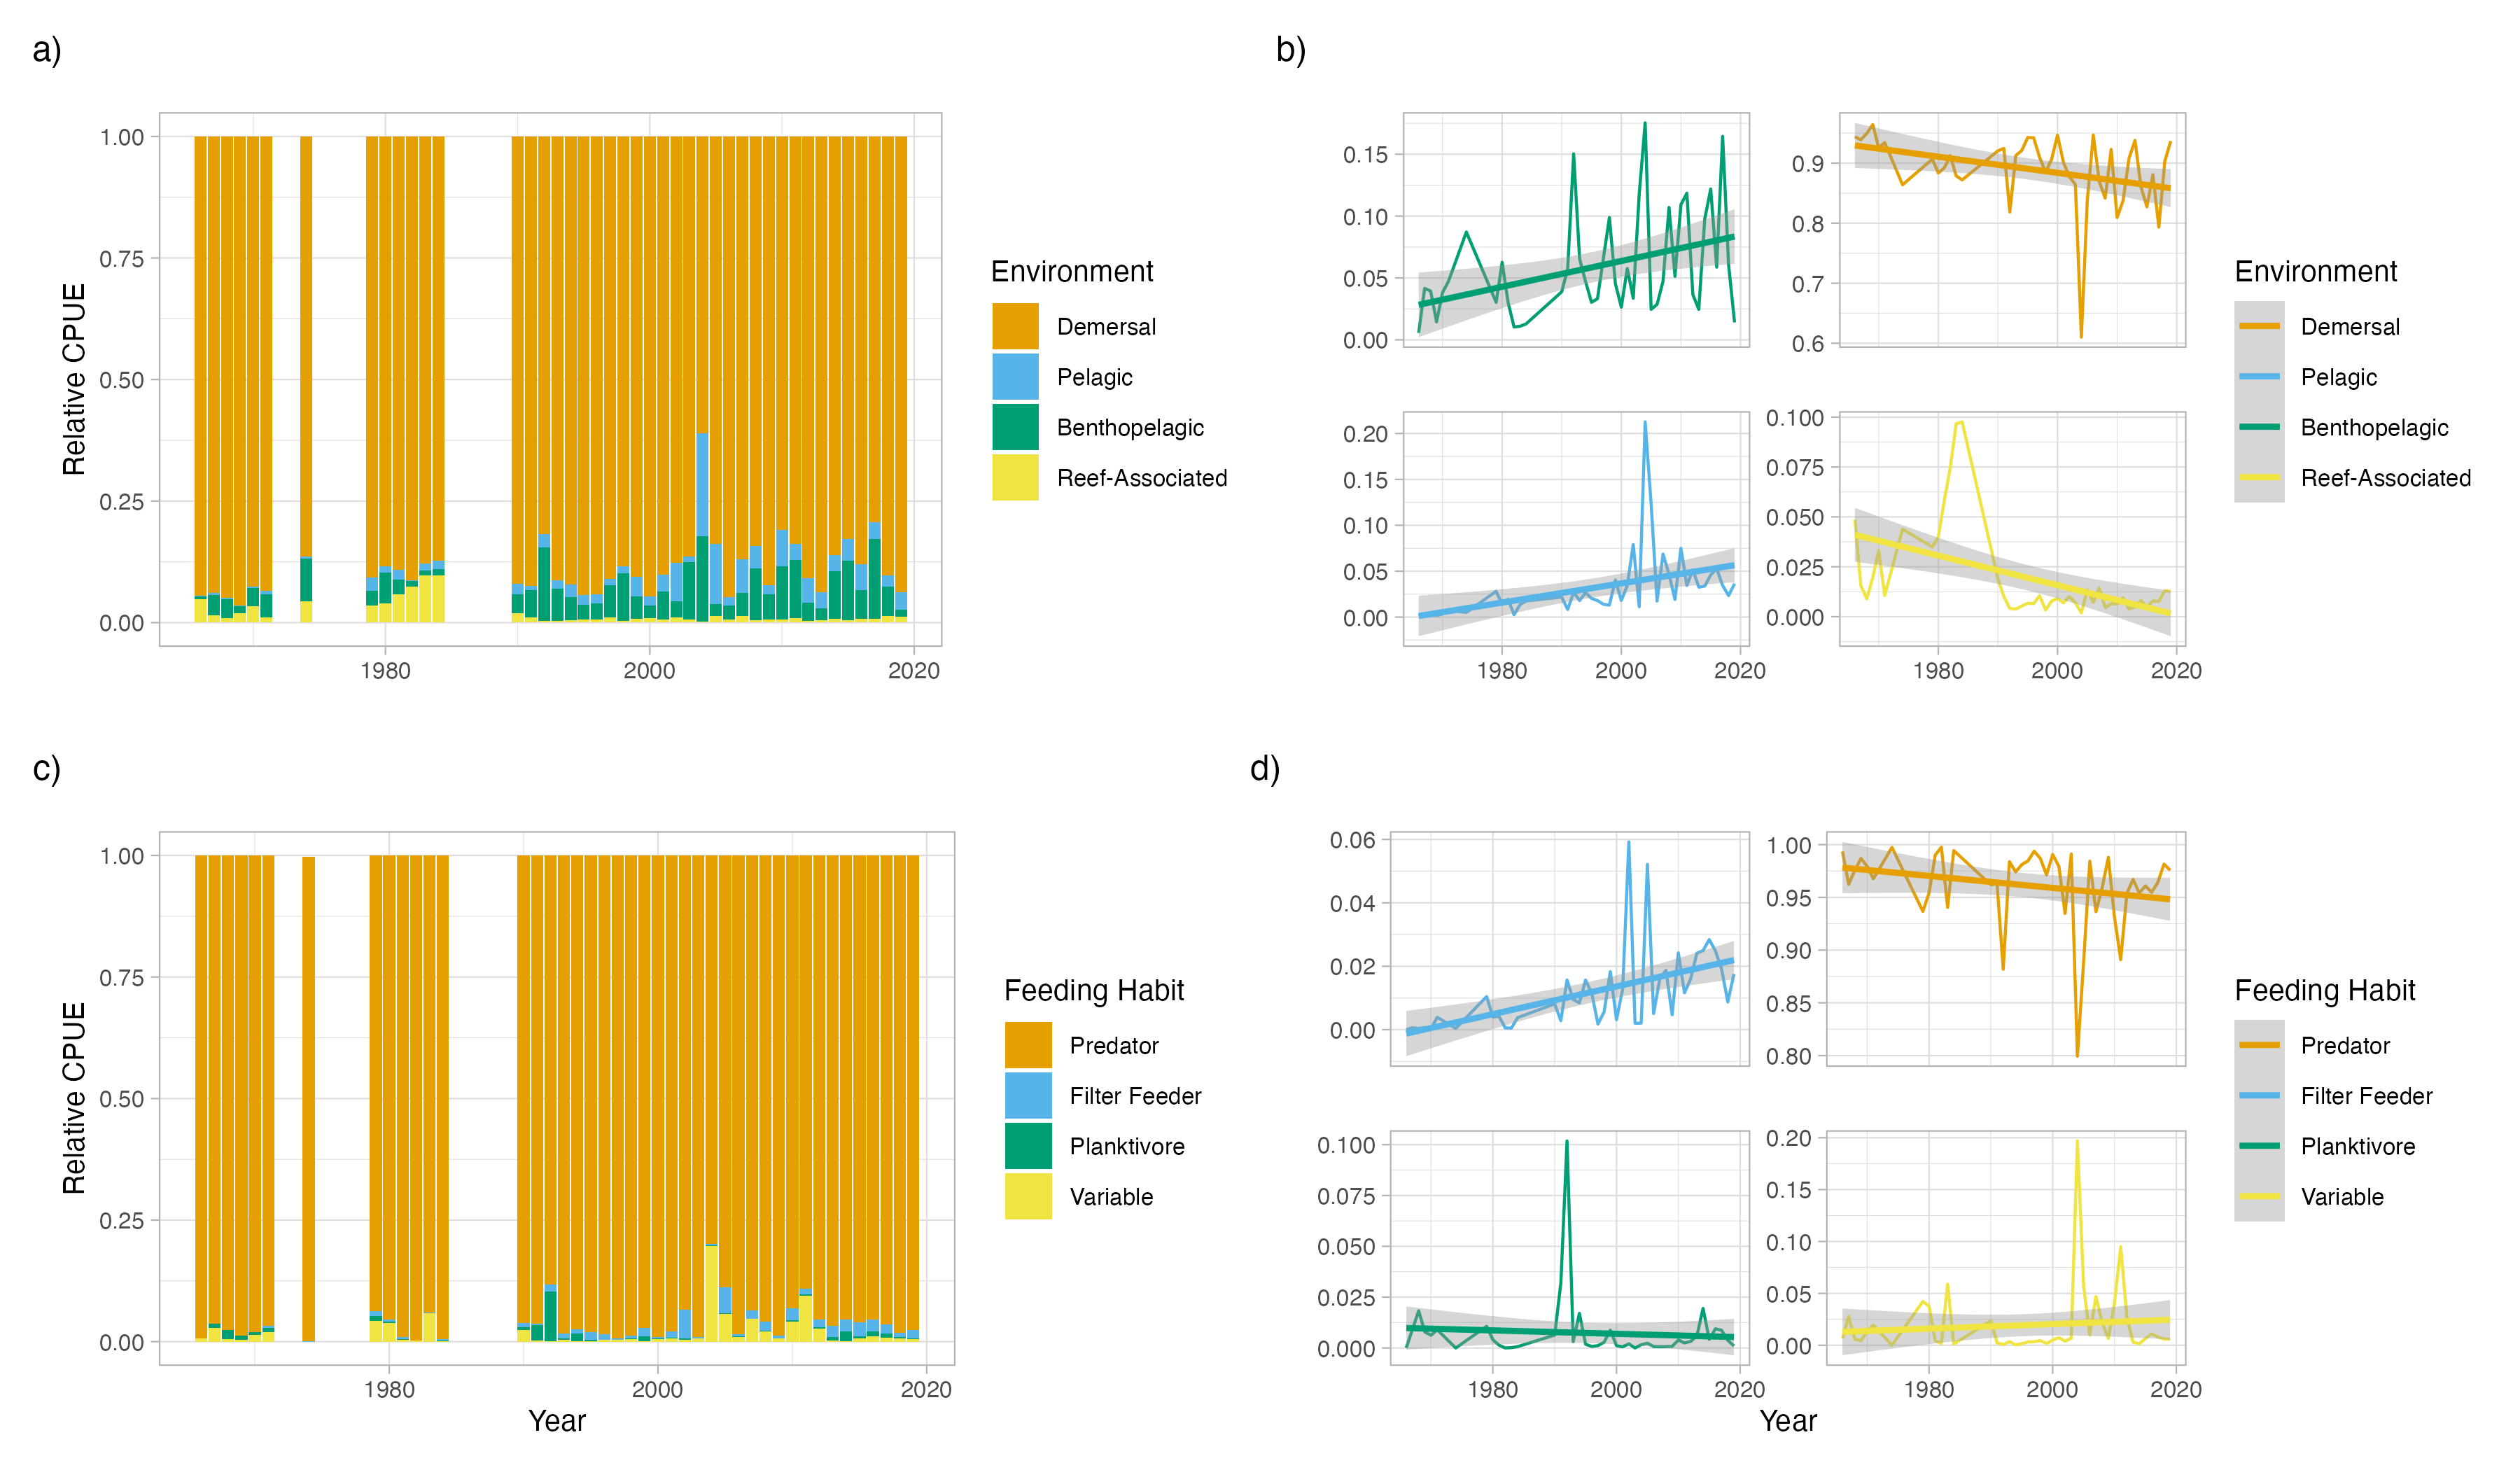 a)
1.00
0.75
0.50
0.25
0.00
Relative CPUE
1980 2000 2020
Environment
Demersal
Pelagic
Benthopelagic
Reef-Associated
b)
0.15
0.10
0.05
0.00
0.9
0.8
0.7
0.6
0.20
0.15
0.10
0.05
0.00
1980 2000 2020
0.100
0.075
0.050
0.025
0.000
1980 2000 2020
Environment
Demersal
Pelagic
Benthopelagic
Reef-Associated
c)
1.00
0.75
0.50
0.25
0.00
Relative CPUE
1980 2000 2020
Year
Feeding Habit
Predator
Filter Feeder
Planktivore
Variable
d)
0.06
0.04
0.02
0.00
1.00
0.95
0.90
0.85
0.80
0.100
0.075
0.050
0.025
0.000
1980 2000 2020
0.20
0.15
0.10
0.05
0.00
1980 2000 2020
Year
Feeding Habit
Predator
Filter Feeder
Planktivore
Variable